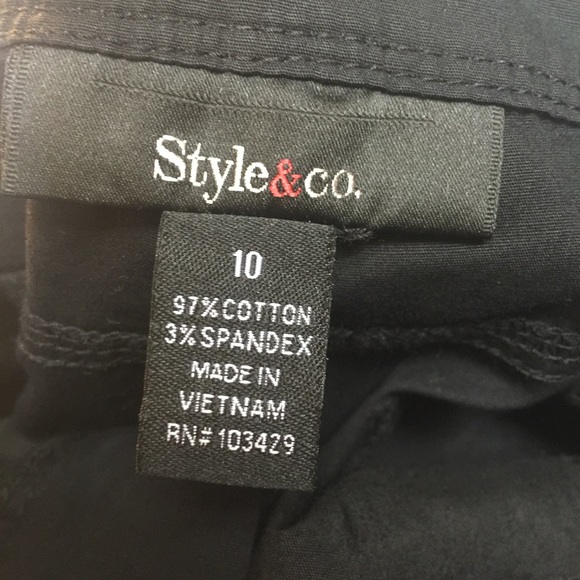 Style&co.
10
97%COTTON
3%SPANDEX
MADE IN
VIETNAM
RN# 103429